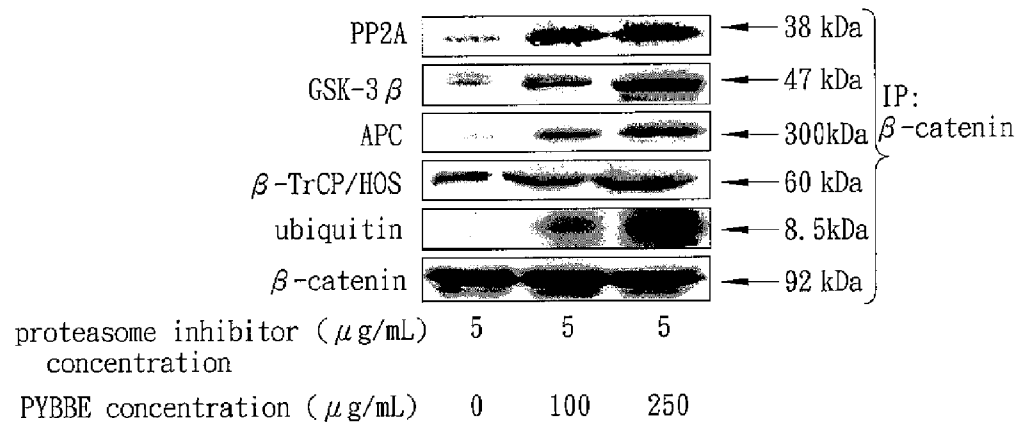 PP2A 38 kDa
GSK-3β 47 kDa
IP:
APC 300kDa β-catenin
β-TrCP/HOS 60 kDa
ubiquitin 8.5kDa
β-catenin 92 kDa
proteasome inhibitor (μg/mL) 5 5 5
concentration
PYBBE concentration (μg/mL) 0 100 250